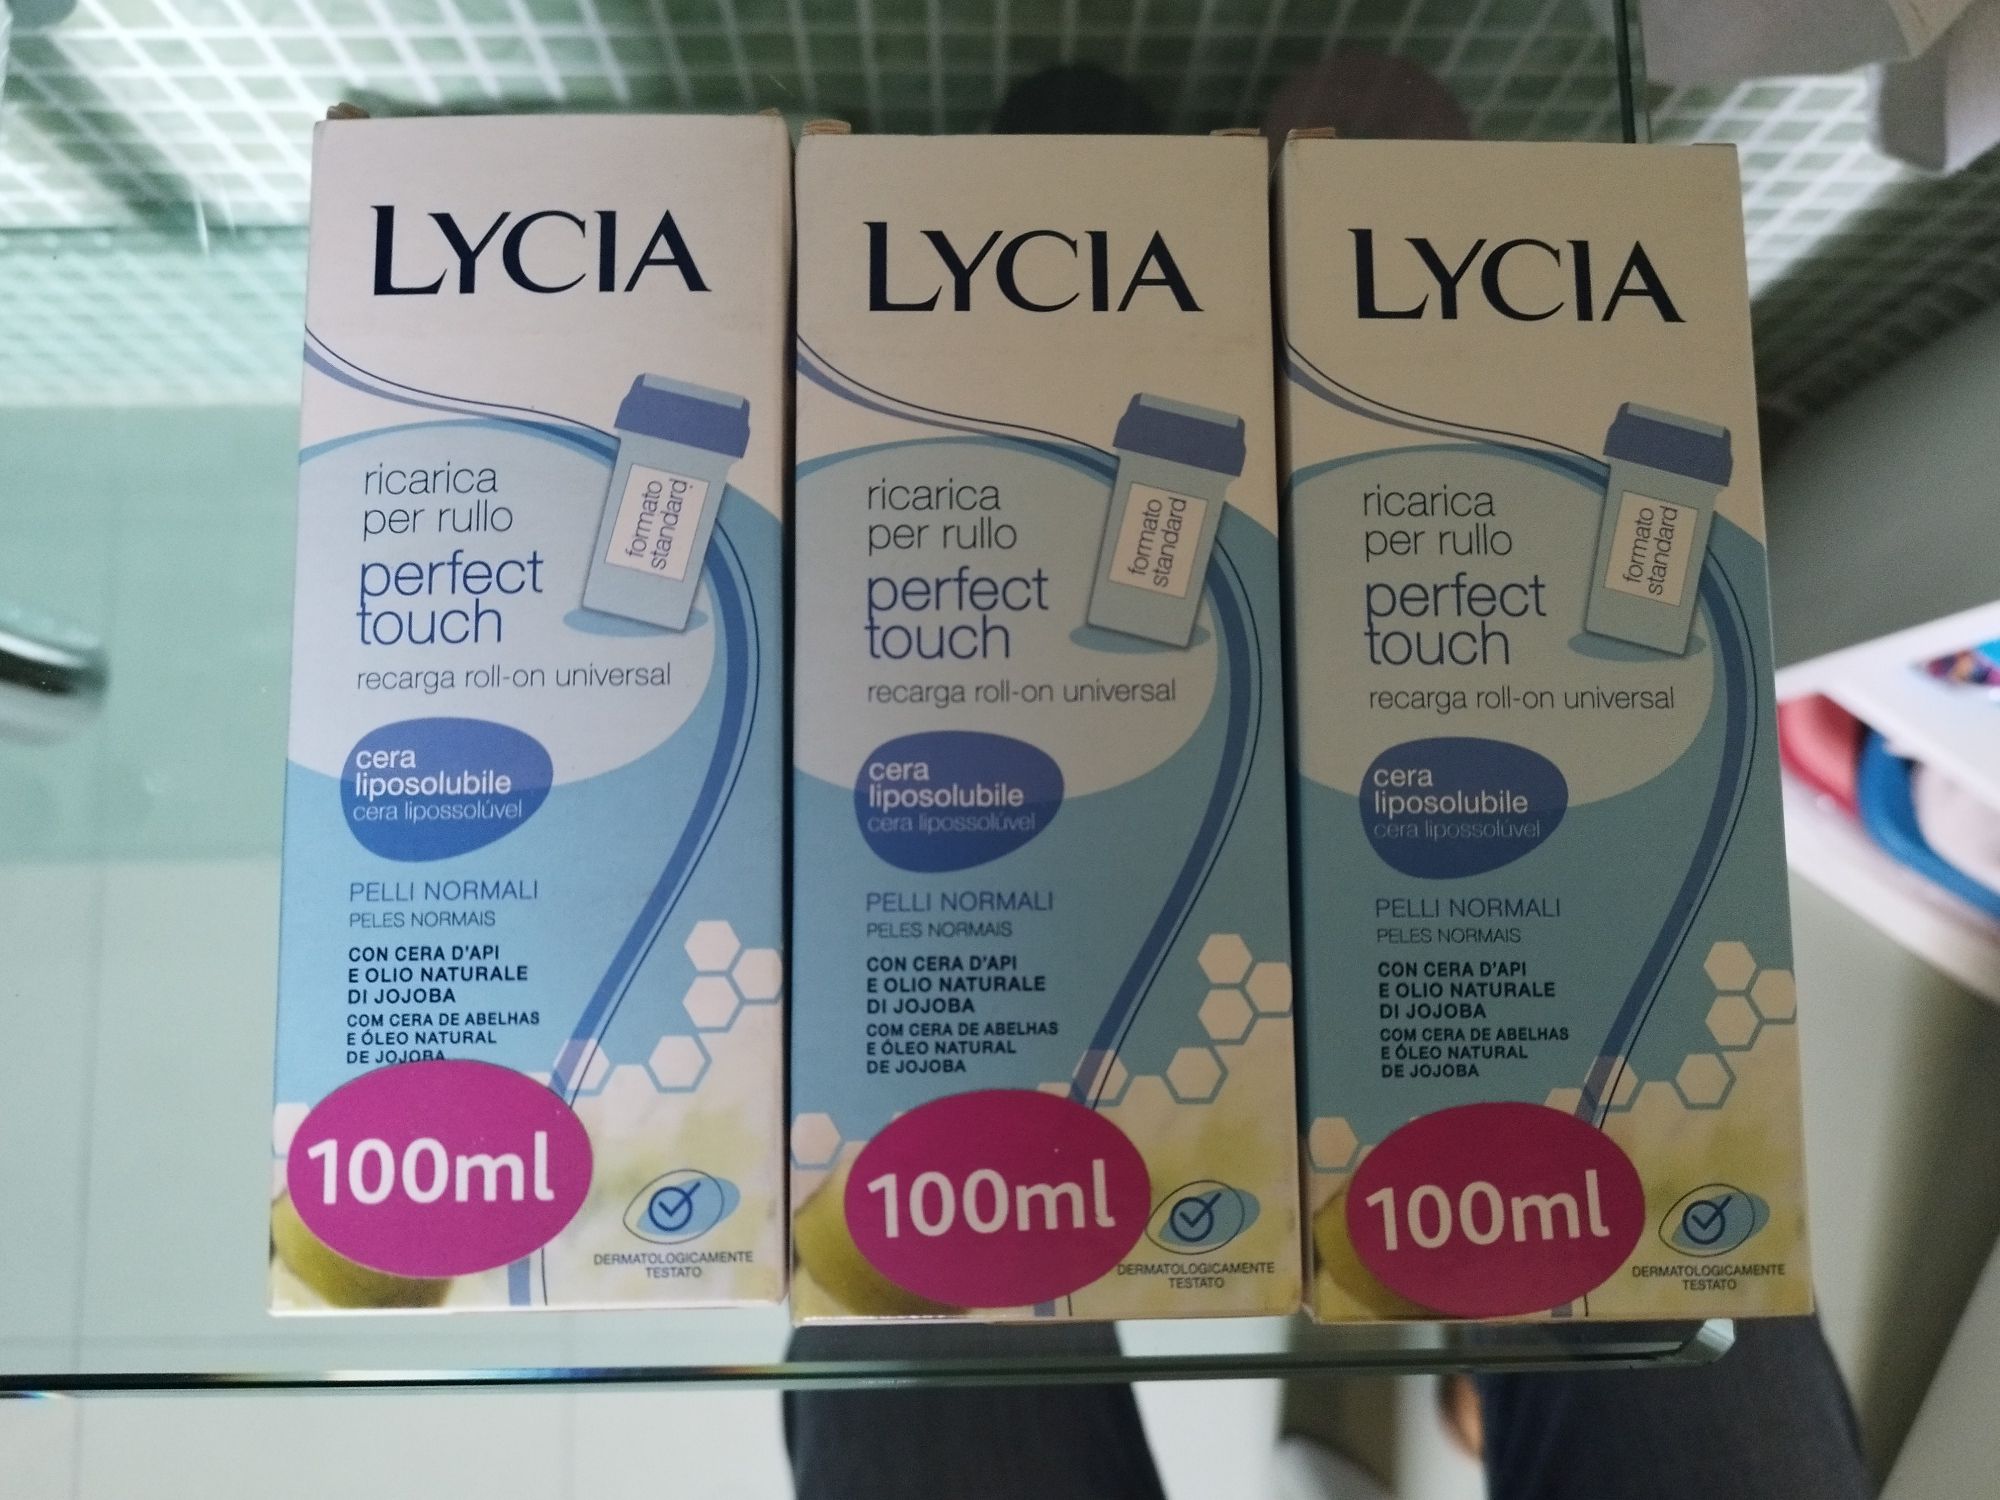 LYCIA
ricarica
per rullo
perfect
touch
recarga roll-on universal
formato
standard
cera
liposolubile
cera lipossolúvel
PELLI NORMALI
PELES NORMAIS
CON CERA D'API
E OLIO NATURALE
DI JOJOBA
COM CERA DE ABELHAS
E ÓLEO NATURAL
DE JOJOBA
100ml
DERMATOLOGICAMENTE
TESTATO
LYCIA
ricarica
per rullo
perfect
touch
recarga roll-on universal
formato
standard
cera
liposolubile
cera lipossolúvel
PELLI NORMALI
PELES NORMAIS
CON CERA D'API
E OLIO NATURALE
DI JOJOBA
COM CERA DE ABELHAS
E ÓLEO NATURAL
DE JOJOBA
100ml
DERMATOLOGICAMENTE
TESTATO
LYCIA
ricarica
per rullo
perfect
touch
recarga roll-on universal
formato
standard
cera
liposolubile
cera lipossolúvel
PELLI NORMALI
PELES NORMAIS
CON CERA D'API
E OLIO NATURALE
DI JOJOBA
COM CERA DE ABELHAS
E ÓLEO NATURAL
DE JOJOBA
100ml
DERMATOLOGICAMENTE
TESTATO